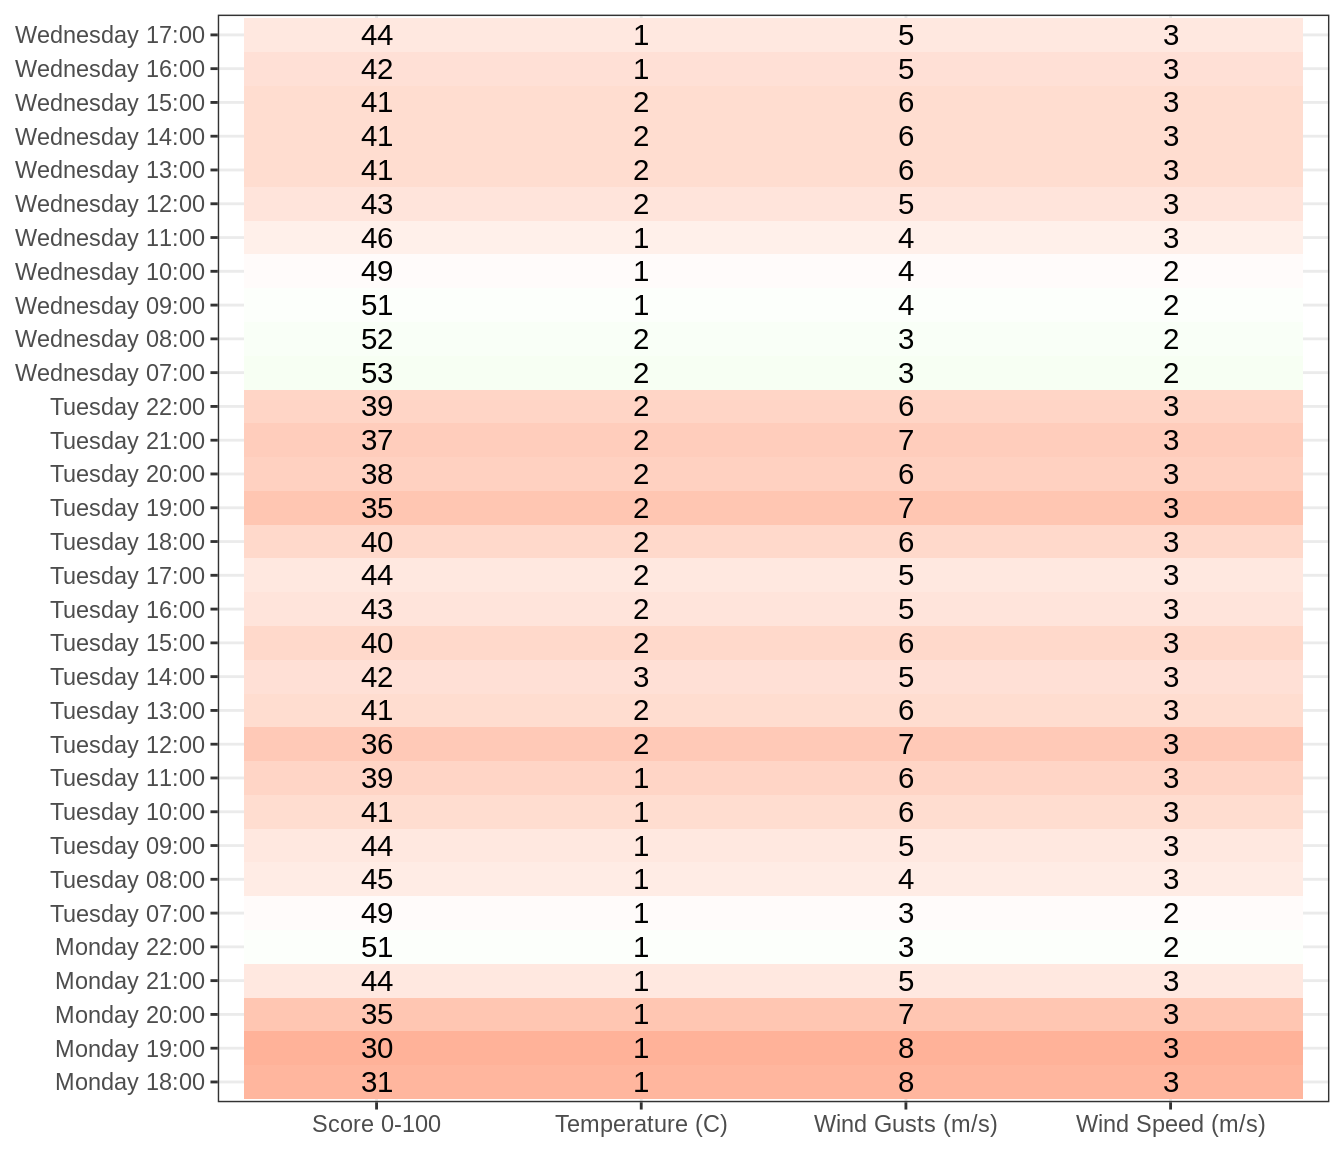 Wednesday 17:00 44 1 5 3
Wednesday 16:00 42 1 5 3
Wednesday 15:00 41 2 6 3
Wednesday 14:00 41 2 6 3
Wednesday 13:00 41 2 6 3
Wednesday 12:00 43 2 5 3
Wednesday 11:00 46 1 4 3
Wednesday 10:00 49 1 4 2
Wednesday 09:00 51 1 4 2
Wednesday 08:00 52 2 3 2
Wednesday 07:00 53 2 3 2
Tuesday 22:00 39 2 6 3
Tuesday 21:00 37 2 7 3
Tuesday 20:00 38 2 6 3
Tuesday 19:00 35 2 7 3
Tuesday 18:00 40 2 6 3
Tuesday 17:00 44 2 5 3
Tuesday 16:00 43 2 5 3
Tuesday 15:00 40 2 6 3
Tuesday 14:00 42 3 5 3
Tuesday 13:00 41 2 6 3
Tuesday 12:00 36 2 7 3
Tuesday 11:00 39 1 6 3
Tuesday 10:00 41 1 6 3
Tuesday 09:00 44 1 5 3
Tuesday 08:00 45 1 4 3
Tuesday 07:00 49 1 3 2
Monday 22:00 51 1 3 2
Monday 21:00 44 1 5 3
Monday 20:00 35 1 7 3
Monday 19:00 30 1 8 3
Monday 18:00 31 1 8 3
Score 0-100 Temperature (C) Wind Gusts (m/s) Wind Speed (m/s)